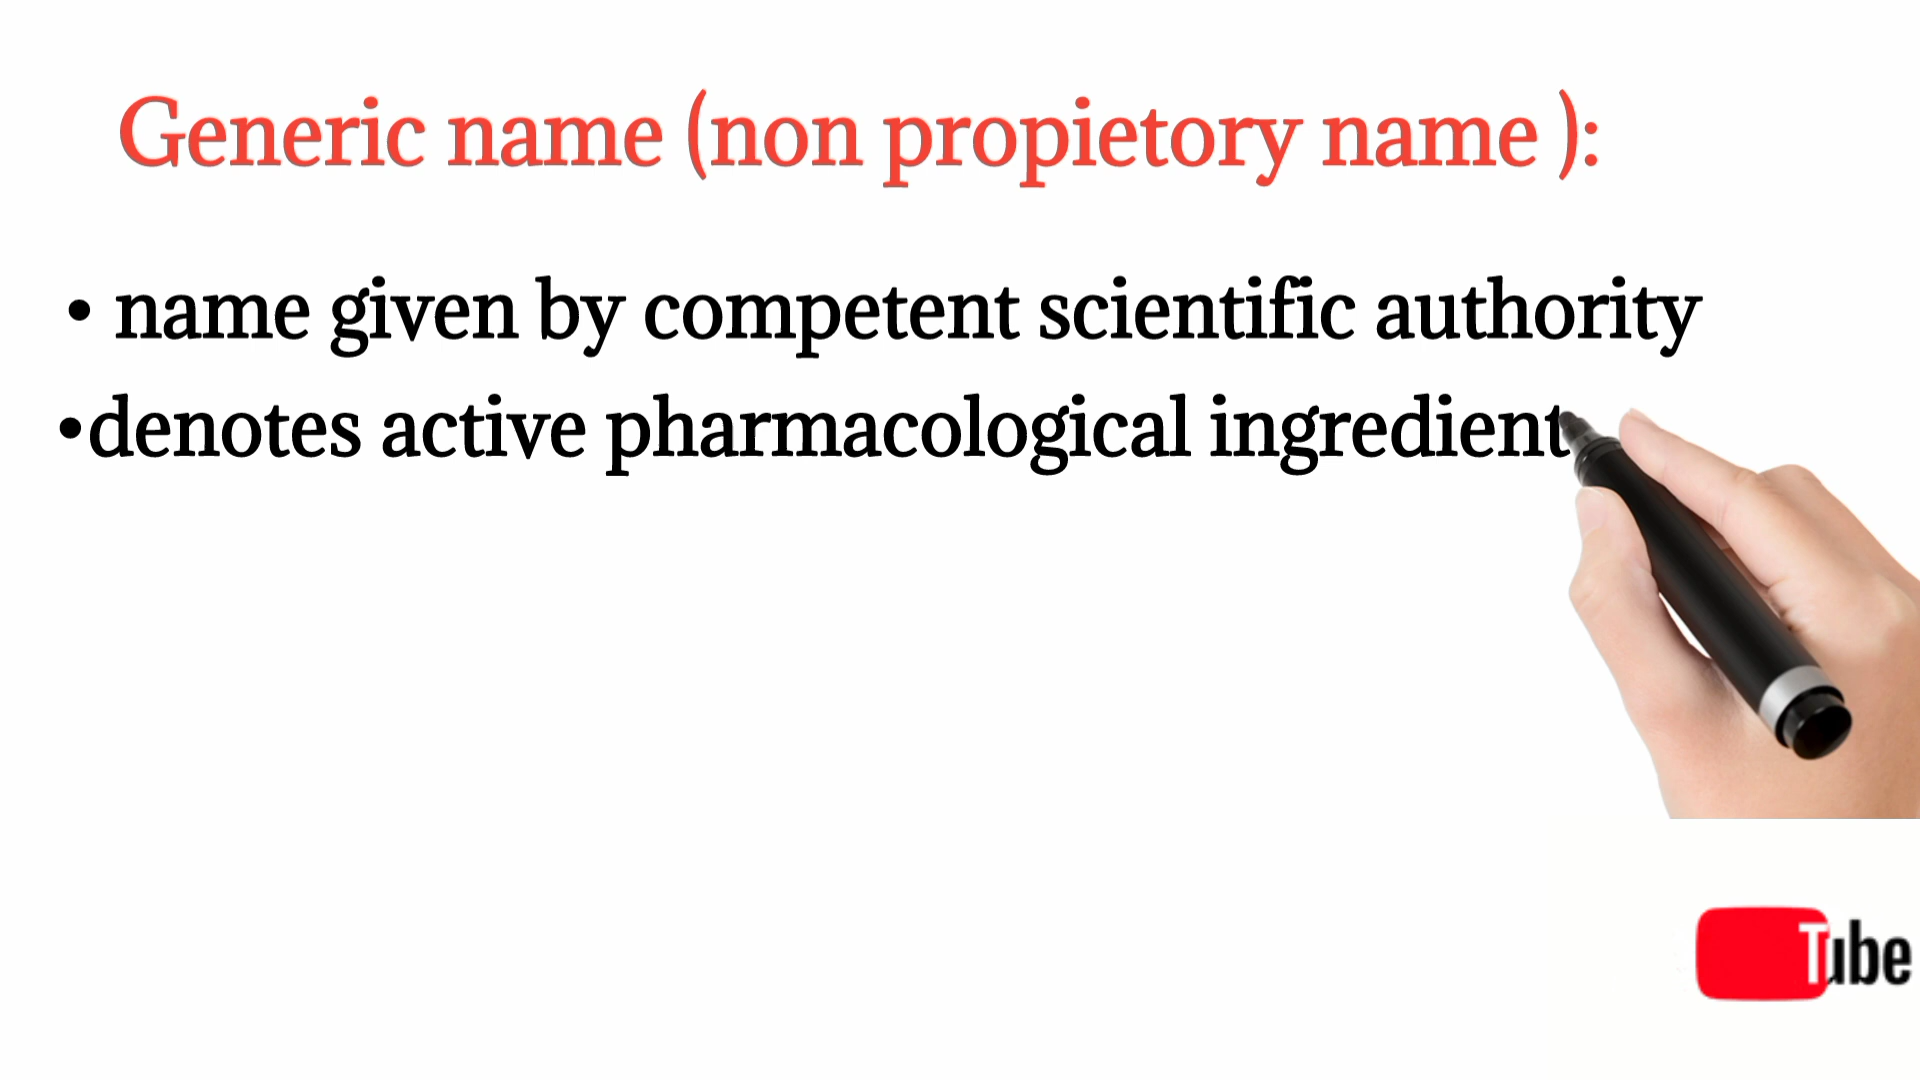 Generic name (non propietory name ):
• name given by competent scientific authority
•denotes active pharmacological ingredient
Tube